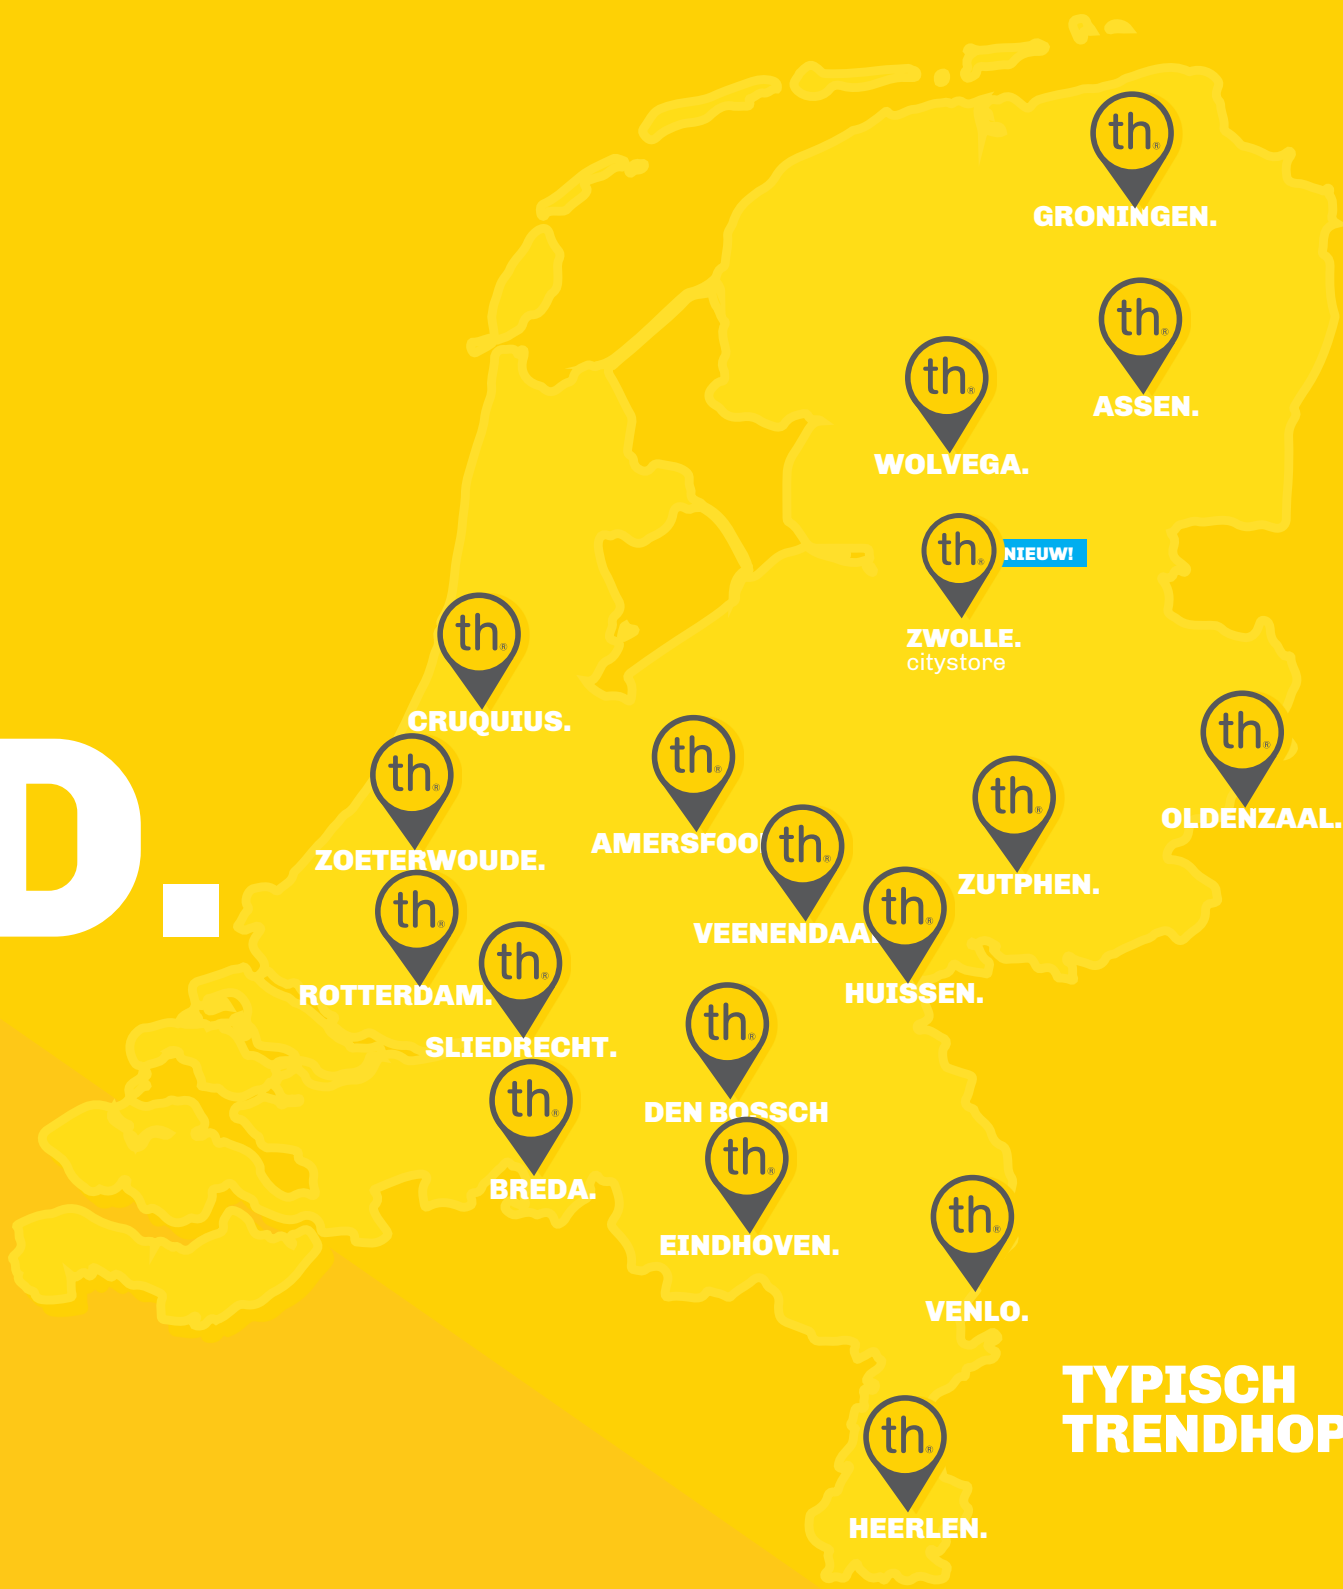 th®
GRONINGEN.
th®
ASSEN.
th®
WOLVEGA.
th®
NIEUW!
ZWOLLE.
citystore
th®
CRUQUIUS.
th®
OLDENZAAL.
th®
AMERSFOO
th®
ZOETERWOUDE.
th®
ZUTPHEN.
th®
VEENENDAA
D.
th®
HUISSEN.
th®
ROTTERDAM.
th®
SLIEDRECHT.
th®
DEN BOSSCH
th®
BREDA.
th®
EINDHOVEN.
th®
VENLO.
TYPISCH
TRENDHOP
th®
HEERLEN.